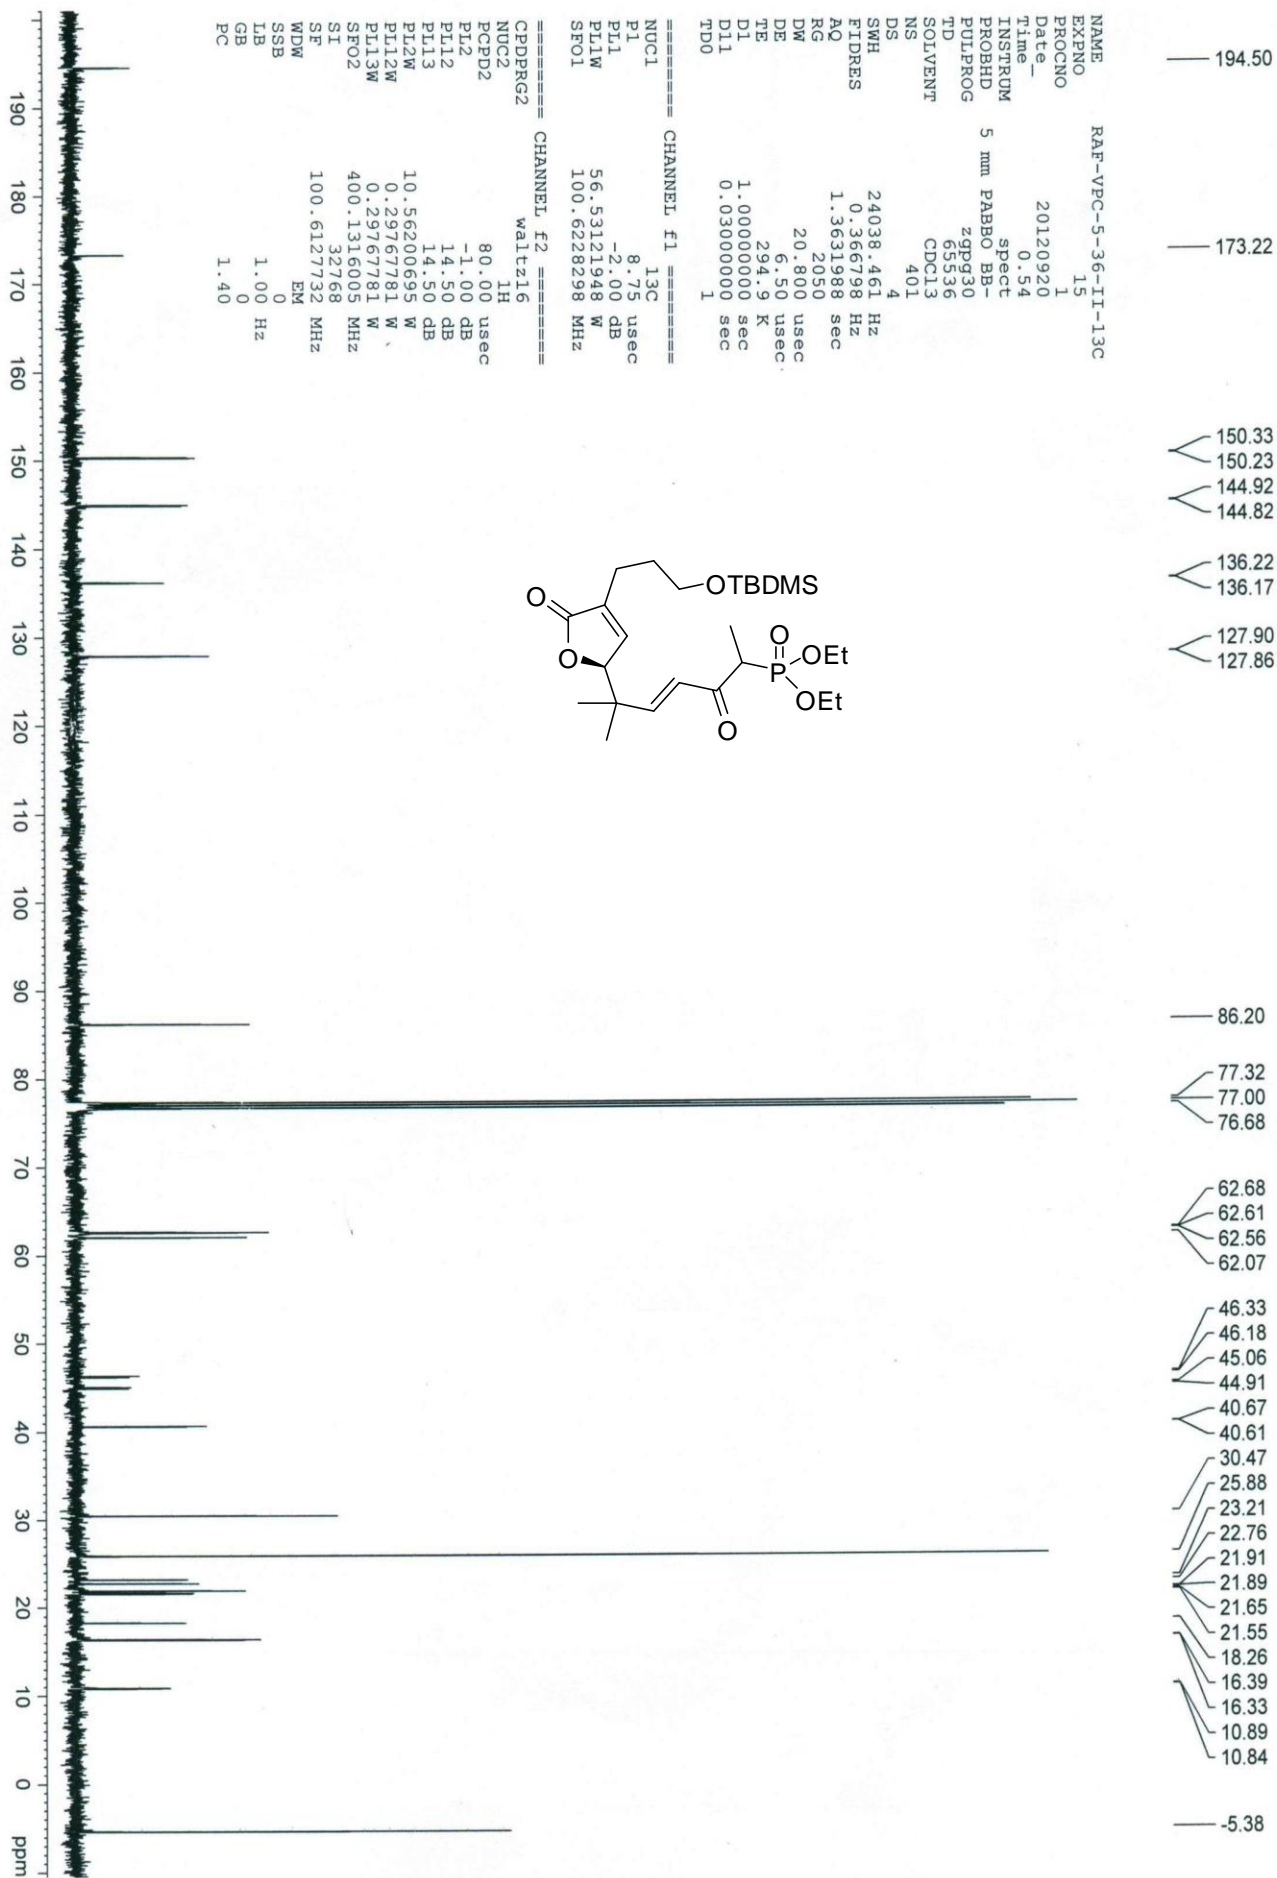 NAME RAF-VPC-5-36-II-13C
EXPNO 15
PROCNO 1
Date_ 20120920
Time 0.54
INSTRUM spect
PROBHD 5 mm PABBO BB-
PULPROG zgpg30
TD 65536
SOLVENT CDCl3
NS 401
DS 4
SWH 24038.461 Hz
FIDRES 0.366798 Hz
AQ 1.3631988 sec
RG 2050
DW 20.800 usec
DE 6.50 usec
TE 294.9 K
D1 1.00000000 sec
D11 0.03000000 sec
TD0 1
======== CHANNEL f1 ========
NUC1 13C
P1 8.75 usec
PL1 -2.00 dB
PL1W 56.53121948 W
SFO1 100.6228298 MHz
======== CHANNEL f2 ========
CPDPRG2 waltz16
NUC2 1H
PCPD2 80.00 usec
PL2 -1.00 dB
PL12 14.50 dB
PL13 14.50 dB
PL2W 10.56200695 W
PL12W 0.29767781 W
PL13W 0.29767781 W
SFO2 400.1316005 MHz
SI 32768
SF 100.6127732 MHz
WDW EM
SSB 0
LB 1.00 Hz
GB 0
PC 1.40
194.50
173.22
150.33
150.23
144.92
144.82
136.22
136.17
127.90
127.86
86.20
77.32
77.00
76.68
62.68
62.61
62.56
62.07
46.33
46.18
45.06
44.91
40.67
40.61
30.47
25.88
23.21
22.76
21.91
21.89
21.65
21.55
18.26
16.39
16.33
10.89
10.84
-5.38
OTBDMS
O
O
O
O
P
OEt
OEt
190 180 170 160 150 140 130 120 110 100 90 80 70 60 50 40 30 20 10 0 ppm